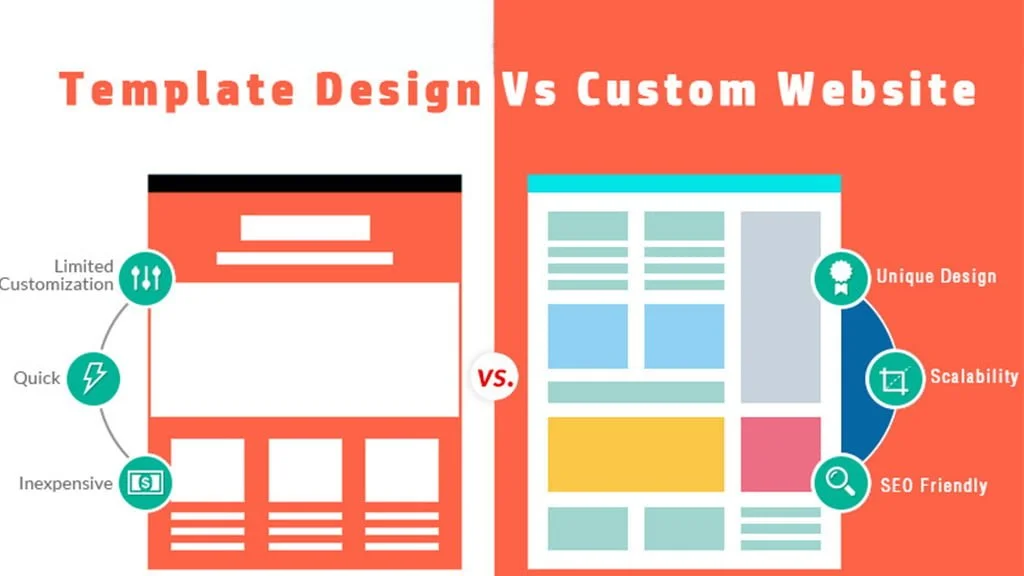 Template Design Vs Custom Website
Limited
Customization
Quick
Inexpensive
VS.
Unique Design
Scalability
SEO Friendly